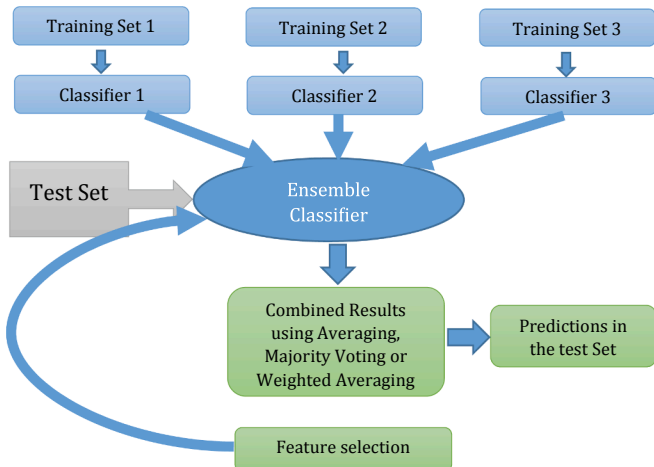 Training Set 1
Training Set 2
Training Set 3
Classifier 1
Classifier 2
Classifier 3
Test Set
Ensemble
Classifier
Combined Results
using Averaging,
Majority Voting or
Weighted Averaging
Predictions in
the test Set
Feature selection